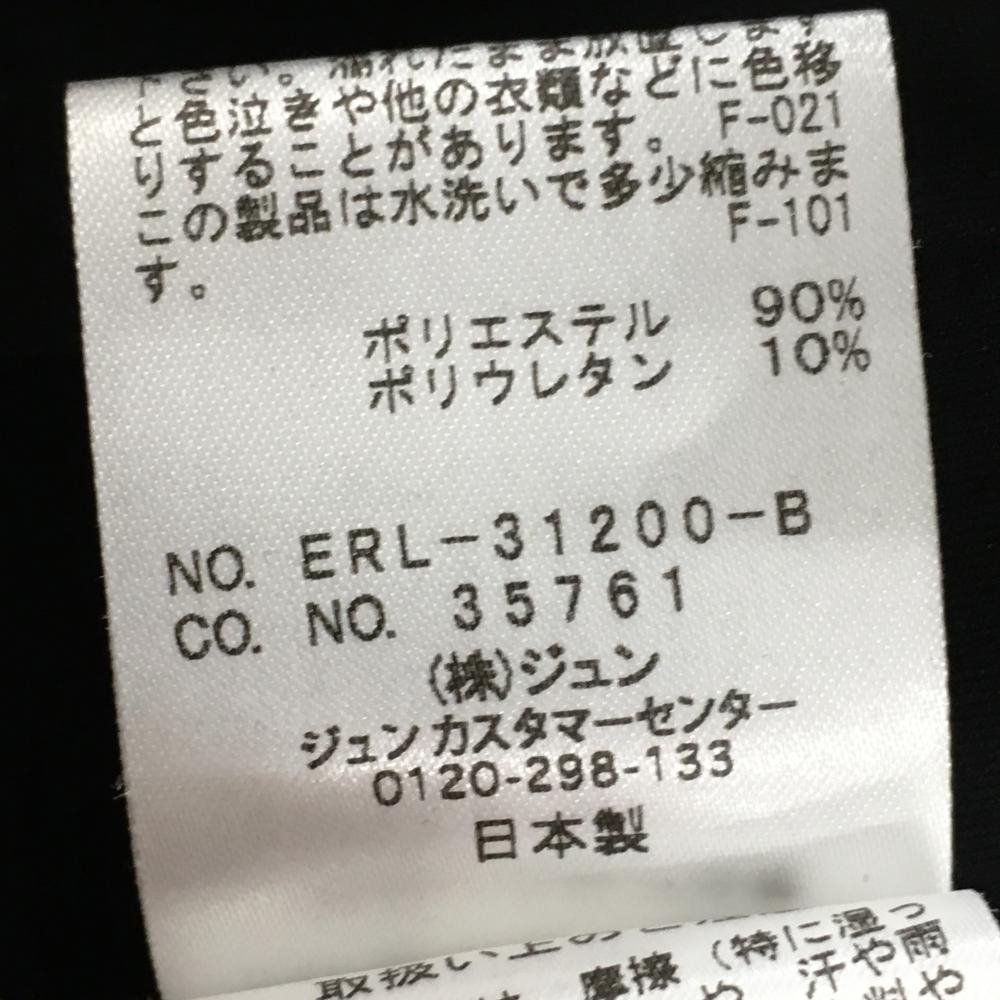 さい。濡れたまま放置します
と色泣きや他の衣類などに色移
りすることがあります。 F-021
この製品は水洗いで多少縮みま
す。 F-101
ポリエステル 90%
ポリウレタン 10%
NO. ERL-31200-B
CO. NO. 35761
(株)ジュン
ジュンカスタマーセンター
0120-298-133
日本製
取扱い上の
摩擦(特に湿っ
汗や雨